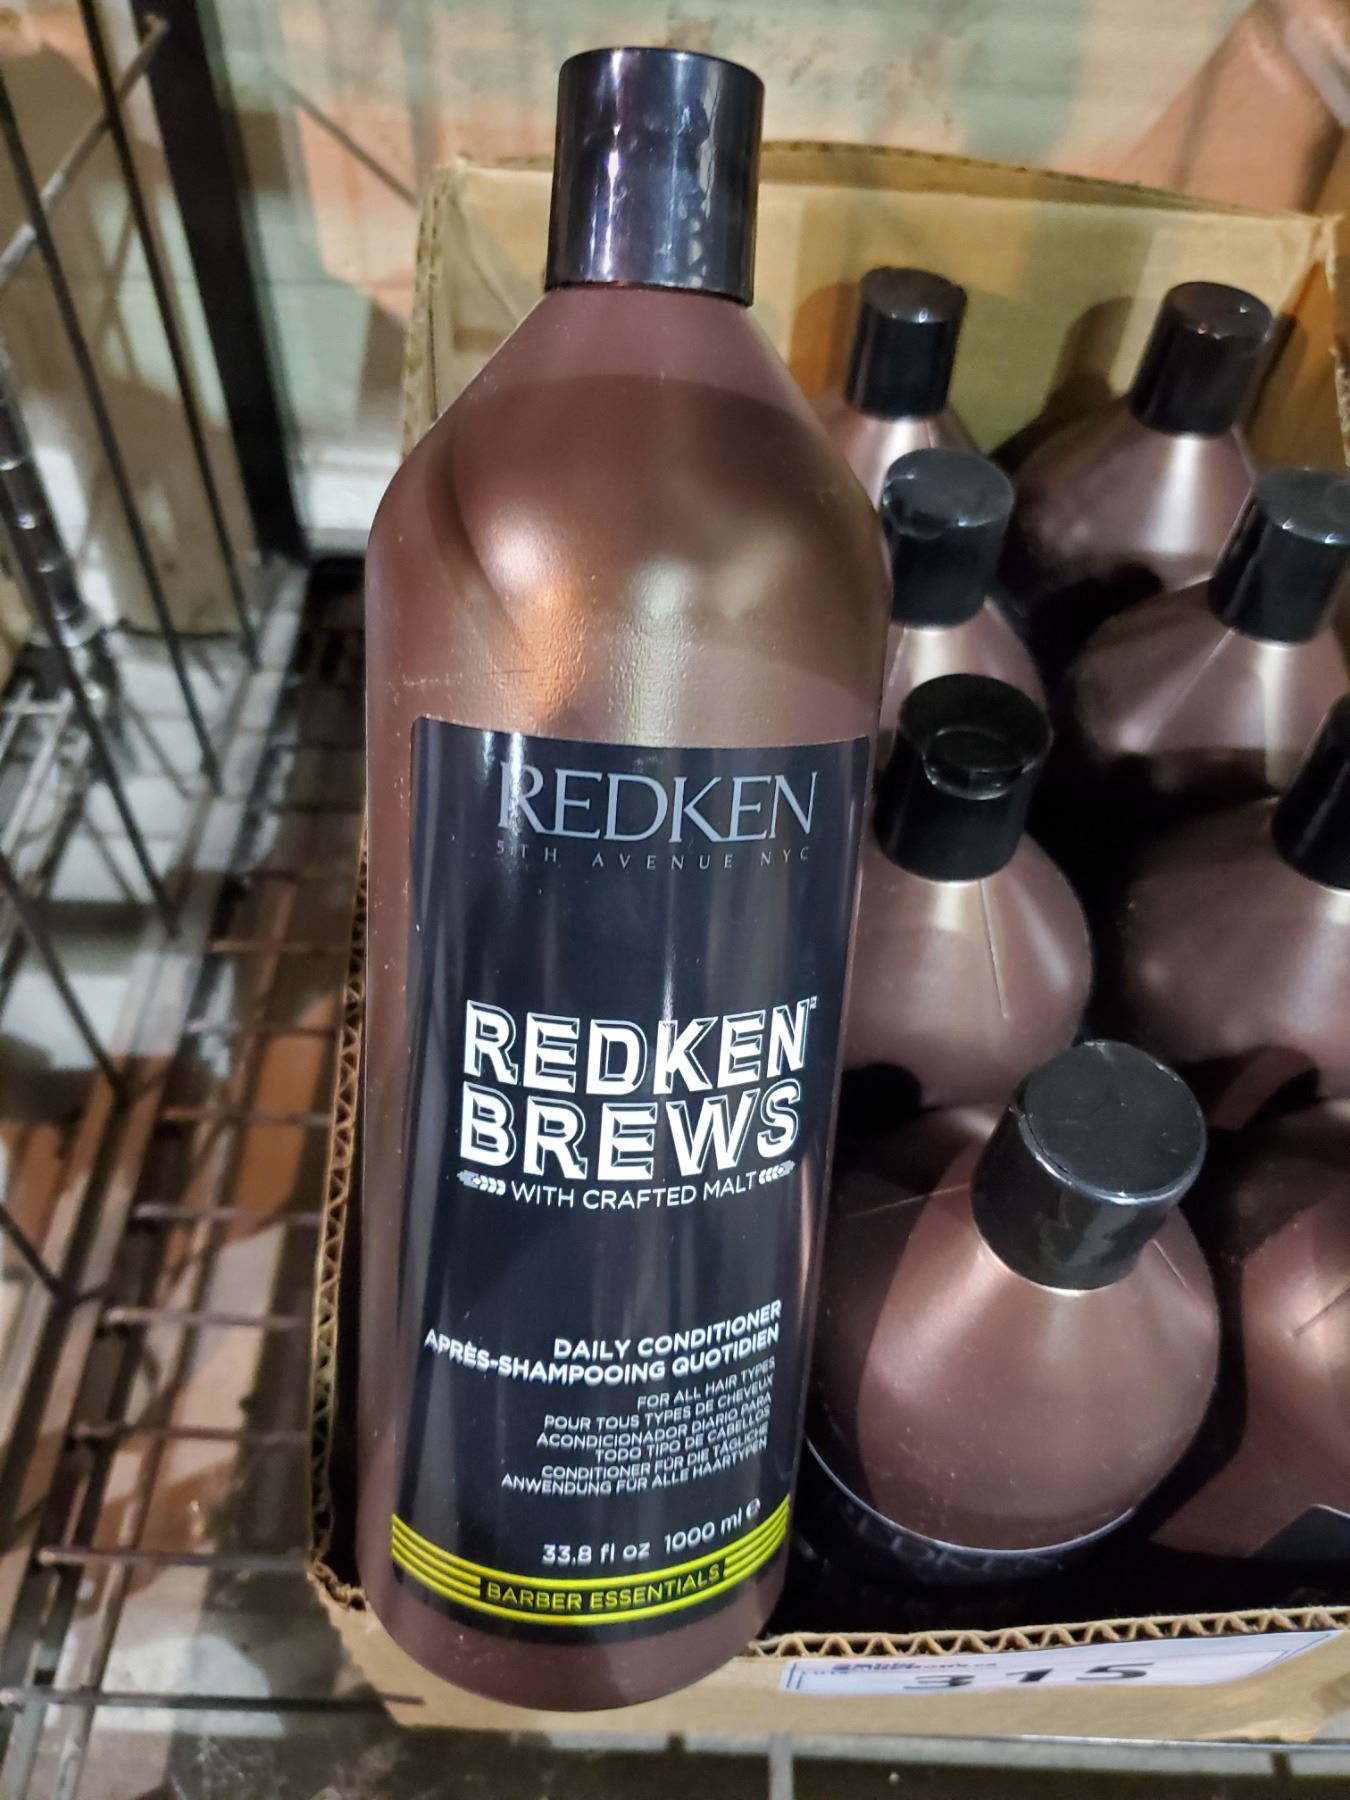 REDKEN
5TH AVENUE NYC
REDKEN™
BREWS
WITH CRAFTED MALT
DAILY CONDITIONER
APRÈS-SHAMPOOING QUOTIDIEN
FOR ALL HAIR TYPES
POUR TOUS TYPES DE CHEVEUX
ACONDICIONADOR DIARIO PARA
TODO TIPO DE CABELLOS
CONDITIONER FÜR DIE TÄGLICHE
ANWENDUNG FÜR ALLE HAARTYPEN
33,8 fl oz 1000 ml ℮
BARBER ESSENTIALS
REDKEN
315